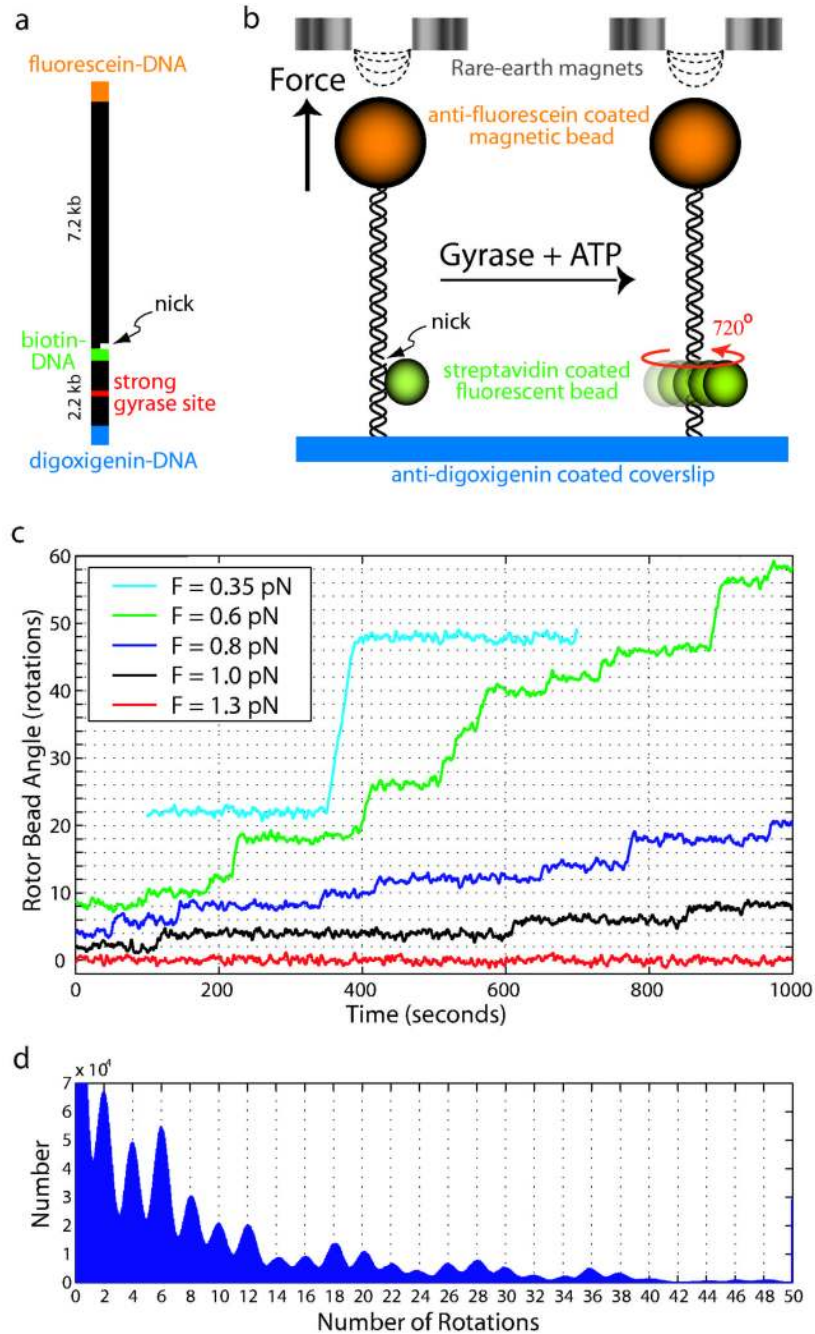 a
fluorescein-DNA
7.2 kb
nick
biotin-
DNA
2.2 kb
strong
gyrase site
digoxigenin-DNA
b
Rare-earth magnets
Force
anti-fluorescein coated
magnetic bead
Gyrase + ATP
nick
720°
streptavidin coated
fluorescent bead
anti-digoxigenin coated coverslip
c
60
50
40
30
20
10
0
Rotor Bead Angle (rotations)
F = 0.35 pN
F = 0.6 pN
F = 0.8 pN
F = 1.0 pN
F = 1.3 pN
0 200 400 600 800 1000
Time (seconds)
d
x 10⁴
7
6
5
4
3
2
1
0
Number
0 2 4 6 8 10 12 14 16 18 20 22 24 26 28 30 32 34 36 38 40 42 44 46 48 50
Number of Rotations